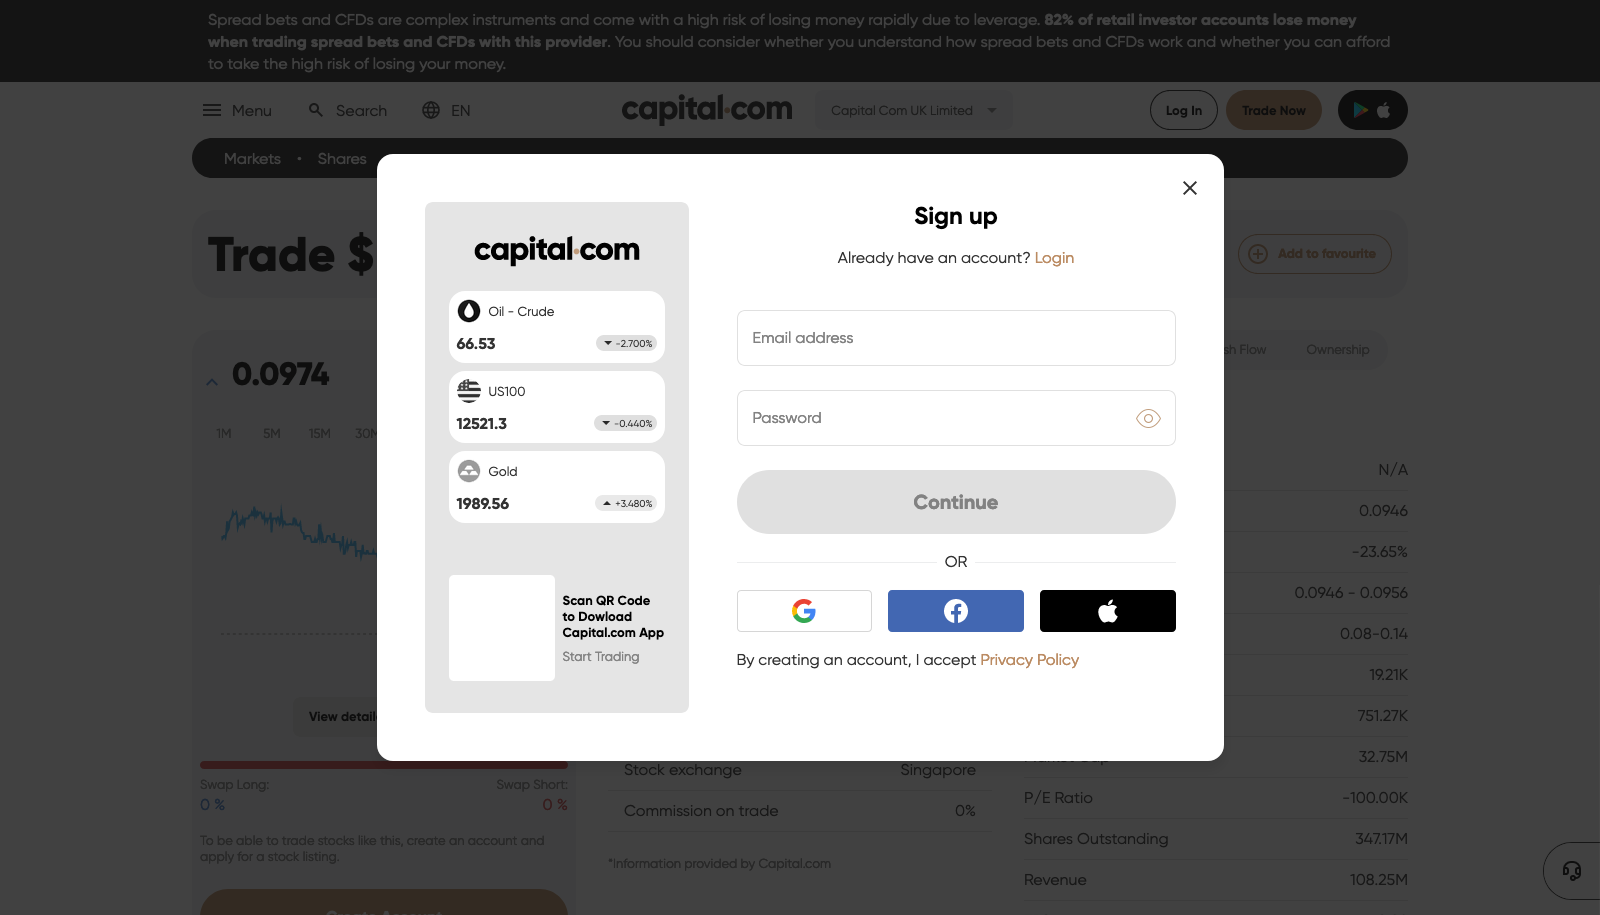 Spread bets and CFDs are complex instruments and come with a high risk of losing money rapidly due to leverage. 82% of retail investor accounts lose money
when trading spread bets and CFDs with this provider. You should consider whether you understand how spread bets and CFDs work and whether you can afford
to take the high risk of losing your money.
Menu
Search
EN
capital.com
Capital Com UK Limited
Log In
Trade Now
Markets
Shares
Trade $
Add to favourite
0.0974
1M
5M
15M
Flow
Ownership
capital.com
Oil - Crude
66.53
-2.700%
US100
12521.3
-0.440%
Gold
1989.56
+3.480%
Scan QR Code
to Dowload
Capital.com App
Start Trading
Sign up
Already have an account? Login
Email address
Password
Continue
OR
By creating an account, I accept Privacy Policy
View
Swap Long:
0 %
Swap Short:
0 %
To be able to trade stocks like this, create an account and
apply for a stock listing.
Stock exchange
Singapore
Commission on trade
0%
*Information provided by Capital.com
N/A
0.0946
-23.65%
0.0946 - 0.0956
0.08-0.14
19.21K
751.27K
32.75M
P/E Ratio
-100.00K
Shares Outstanding
347.17M
Revenue
108.25M